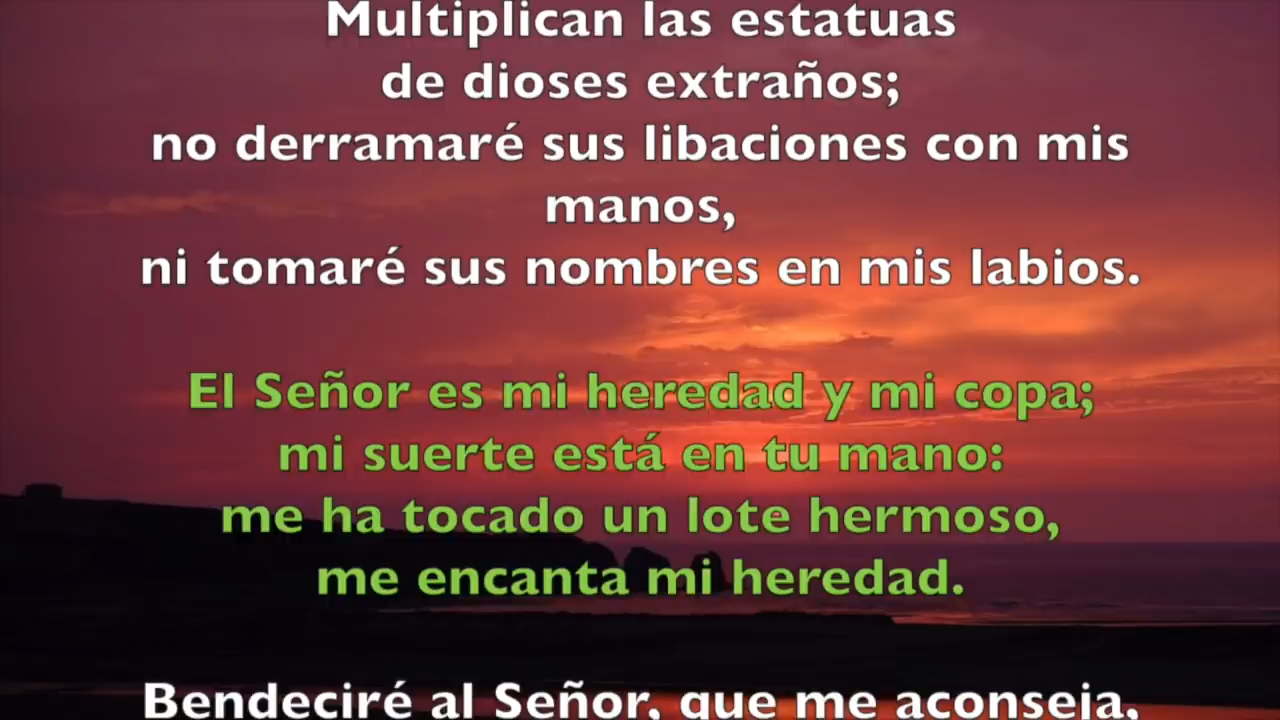 Multiplican las estatuas
de dioses extraños;
no derramaré sus libaciones con mis
manos,
ni tomaré sus nombres en mis labios.
El Señor es mi heredad y mi copa;
mi suerte está en tu mano:
me ha tocado un lote hermoso,
me encanta mi heredad.
Bendeciré al Señor, que me aconseja,